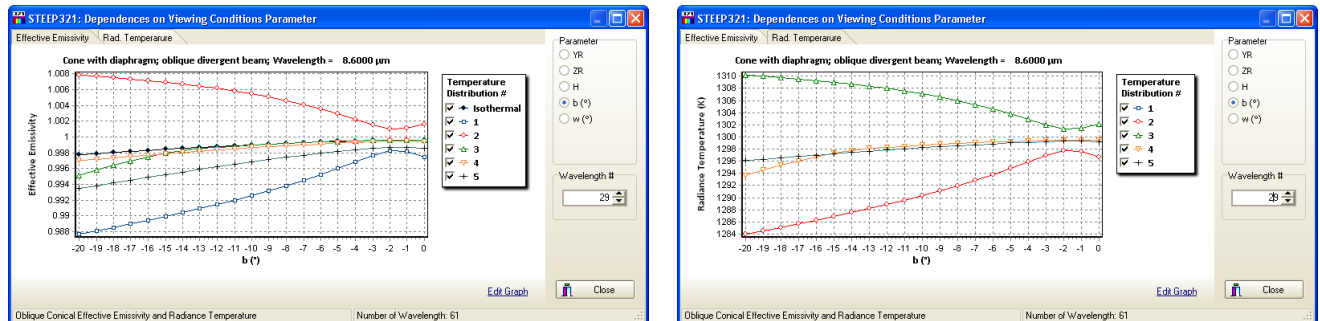 STEEP321: Dependences on Viewing Conditions Parameter
Effective Emissivity Rad. Temperarure
Cone with diaphragm; oblique divergent beam; Wavelength = 8.6000 µm
1.008
1.006
1.004
1.002
1
0.998
0.996
0.994
0.992
0.99
0.988
Effective Emissivity
-20 -19 -18 -17 -16 -15 -14 -13 -12 -11 -10 -9 -8 -7 -6 -5 -4 -3 -2 -1 0
b (°)
Temperature
Distribution #
Isothermal
1
2
3
4
5
Edit Graph
Parameter
YR
ZR
H
b (°)
w (°)
Wavelength #
29
Close
Oblique Conical Effective Emissivity and Radiance Temperature Number of Wavelength: 61
STEEP321: Dependences on Viewing Conditions Parameter
Effective Emissivity Rad. Temperarure
Cone with diaphragm; oblique divergent beam; Wavelength = 8.6000 µm
1310
1308
1306
1304
1302
1300
1298
1296
1294
1292
1290
1288
1286
1284
Radiance Temperature (K)
-20 -19 -18 -17 -16 -15 -14 -13 -12 -11 -10 -9 -8 -7 -6 -5 -4 -3 -2 -1 0
b (°)
Temperature
Distribution #
1
2
3
4
5
Edit Graph
Parameter
YR
ZR
H
b (°)
w (°)
Wavelength #
29
Close
Oblique Conical Effective Emissivity and Radiance Temperature Number of Wavelength: 61